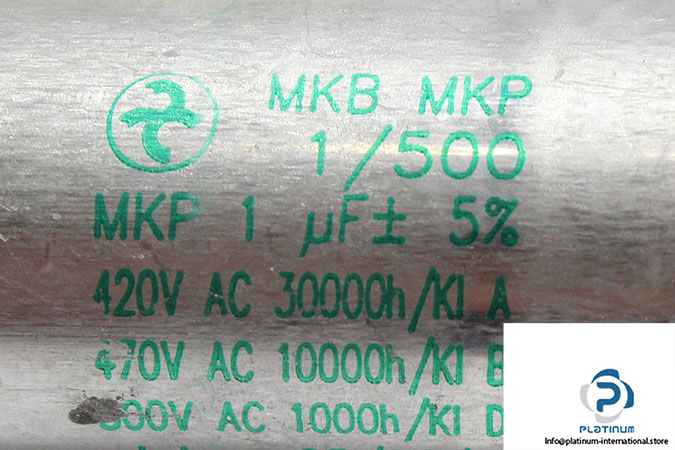 MKB MKP
1/500
MKP 1 µF± 5%
420V AC 30000h/Kl A
470V AC 10000h/Kl B
AC 1000h/Kl D
PLATINUM
Info@platinum-international.store